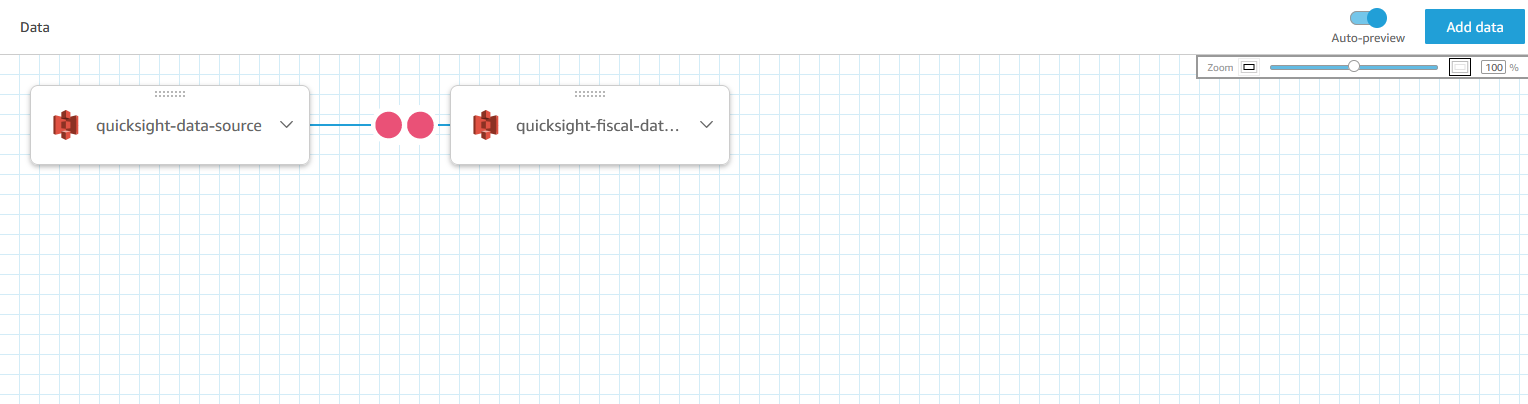 Data
Auto-preview
Add data
Zoom
100 %
quicksight-data-source
quicksight-fiscal-dat...